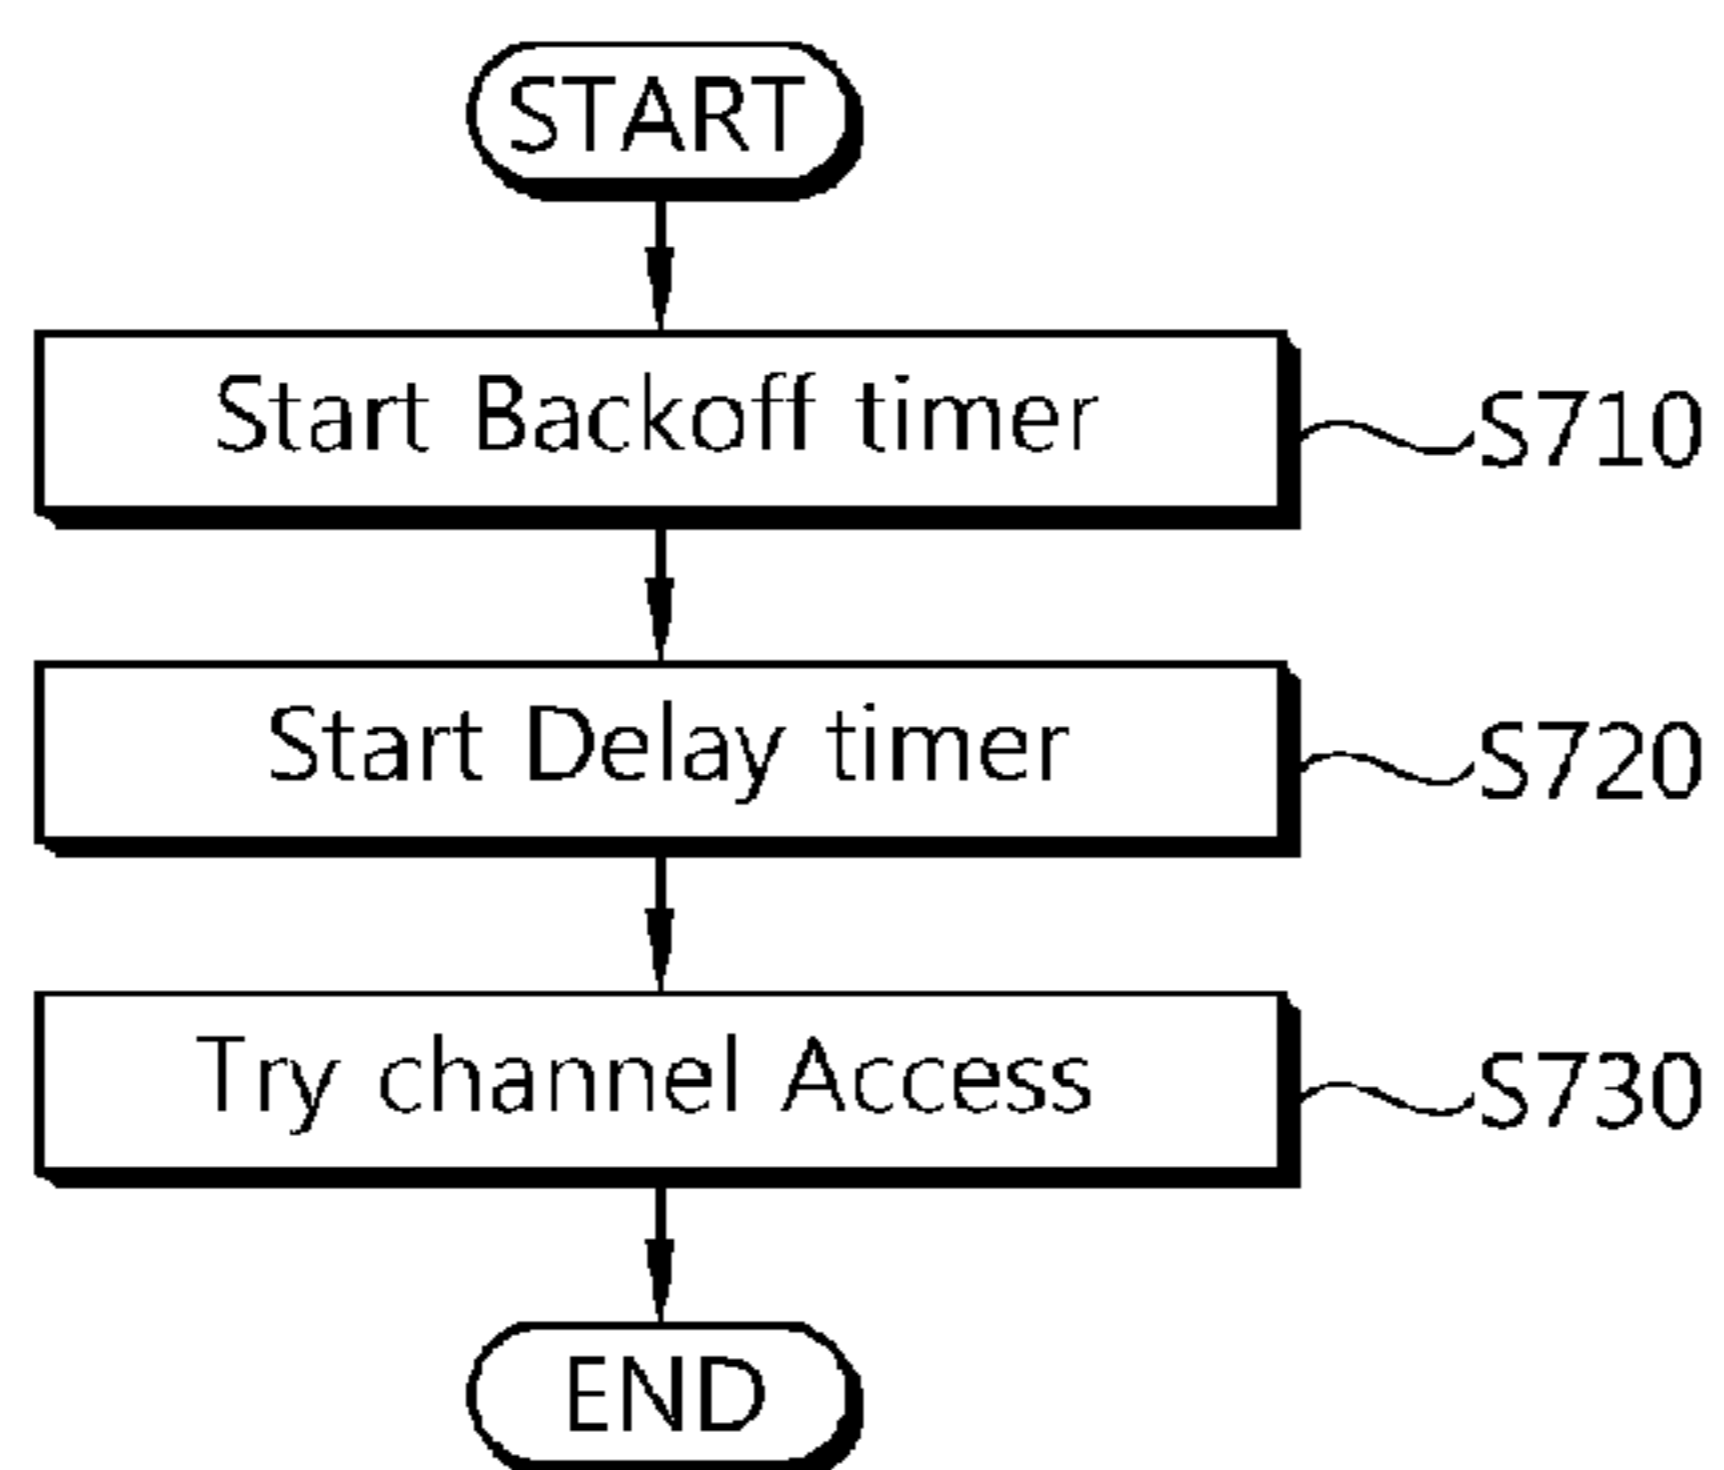 START
Start Backoff timer
S710
Start Delay timer
S720
Try channel Access
S730
END